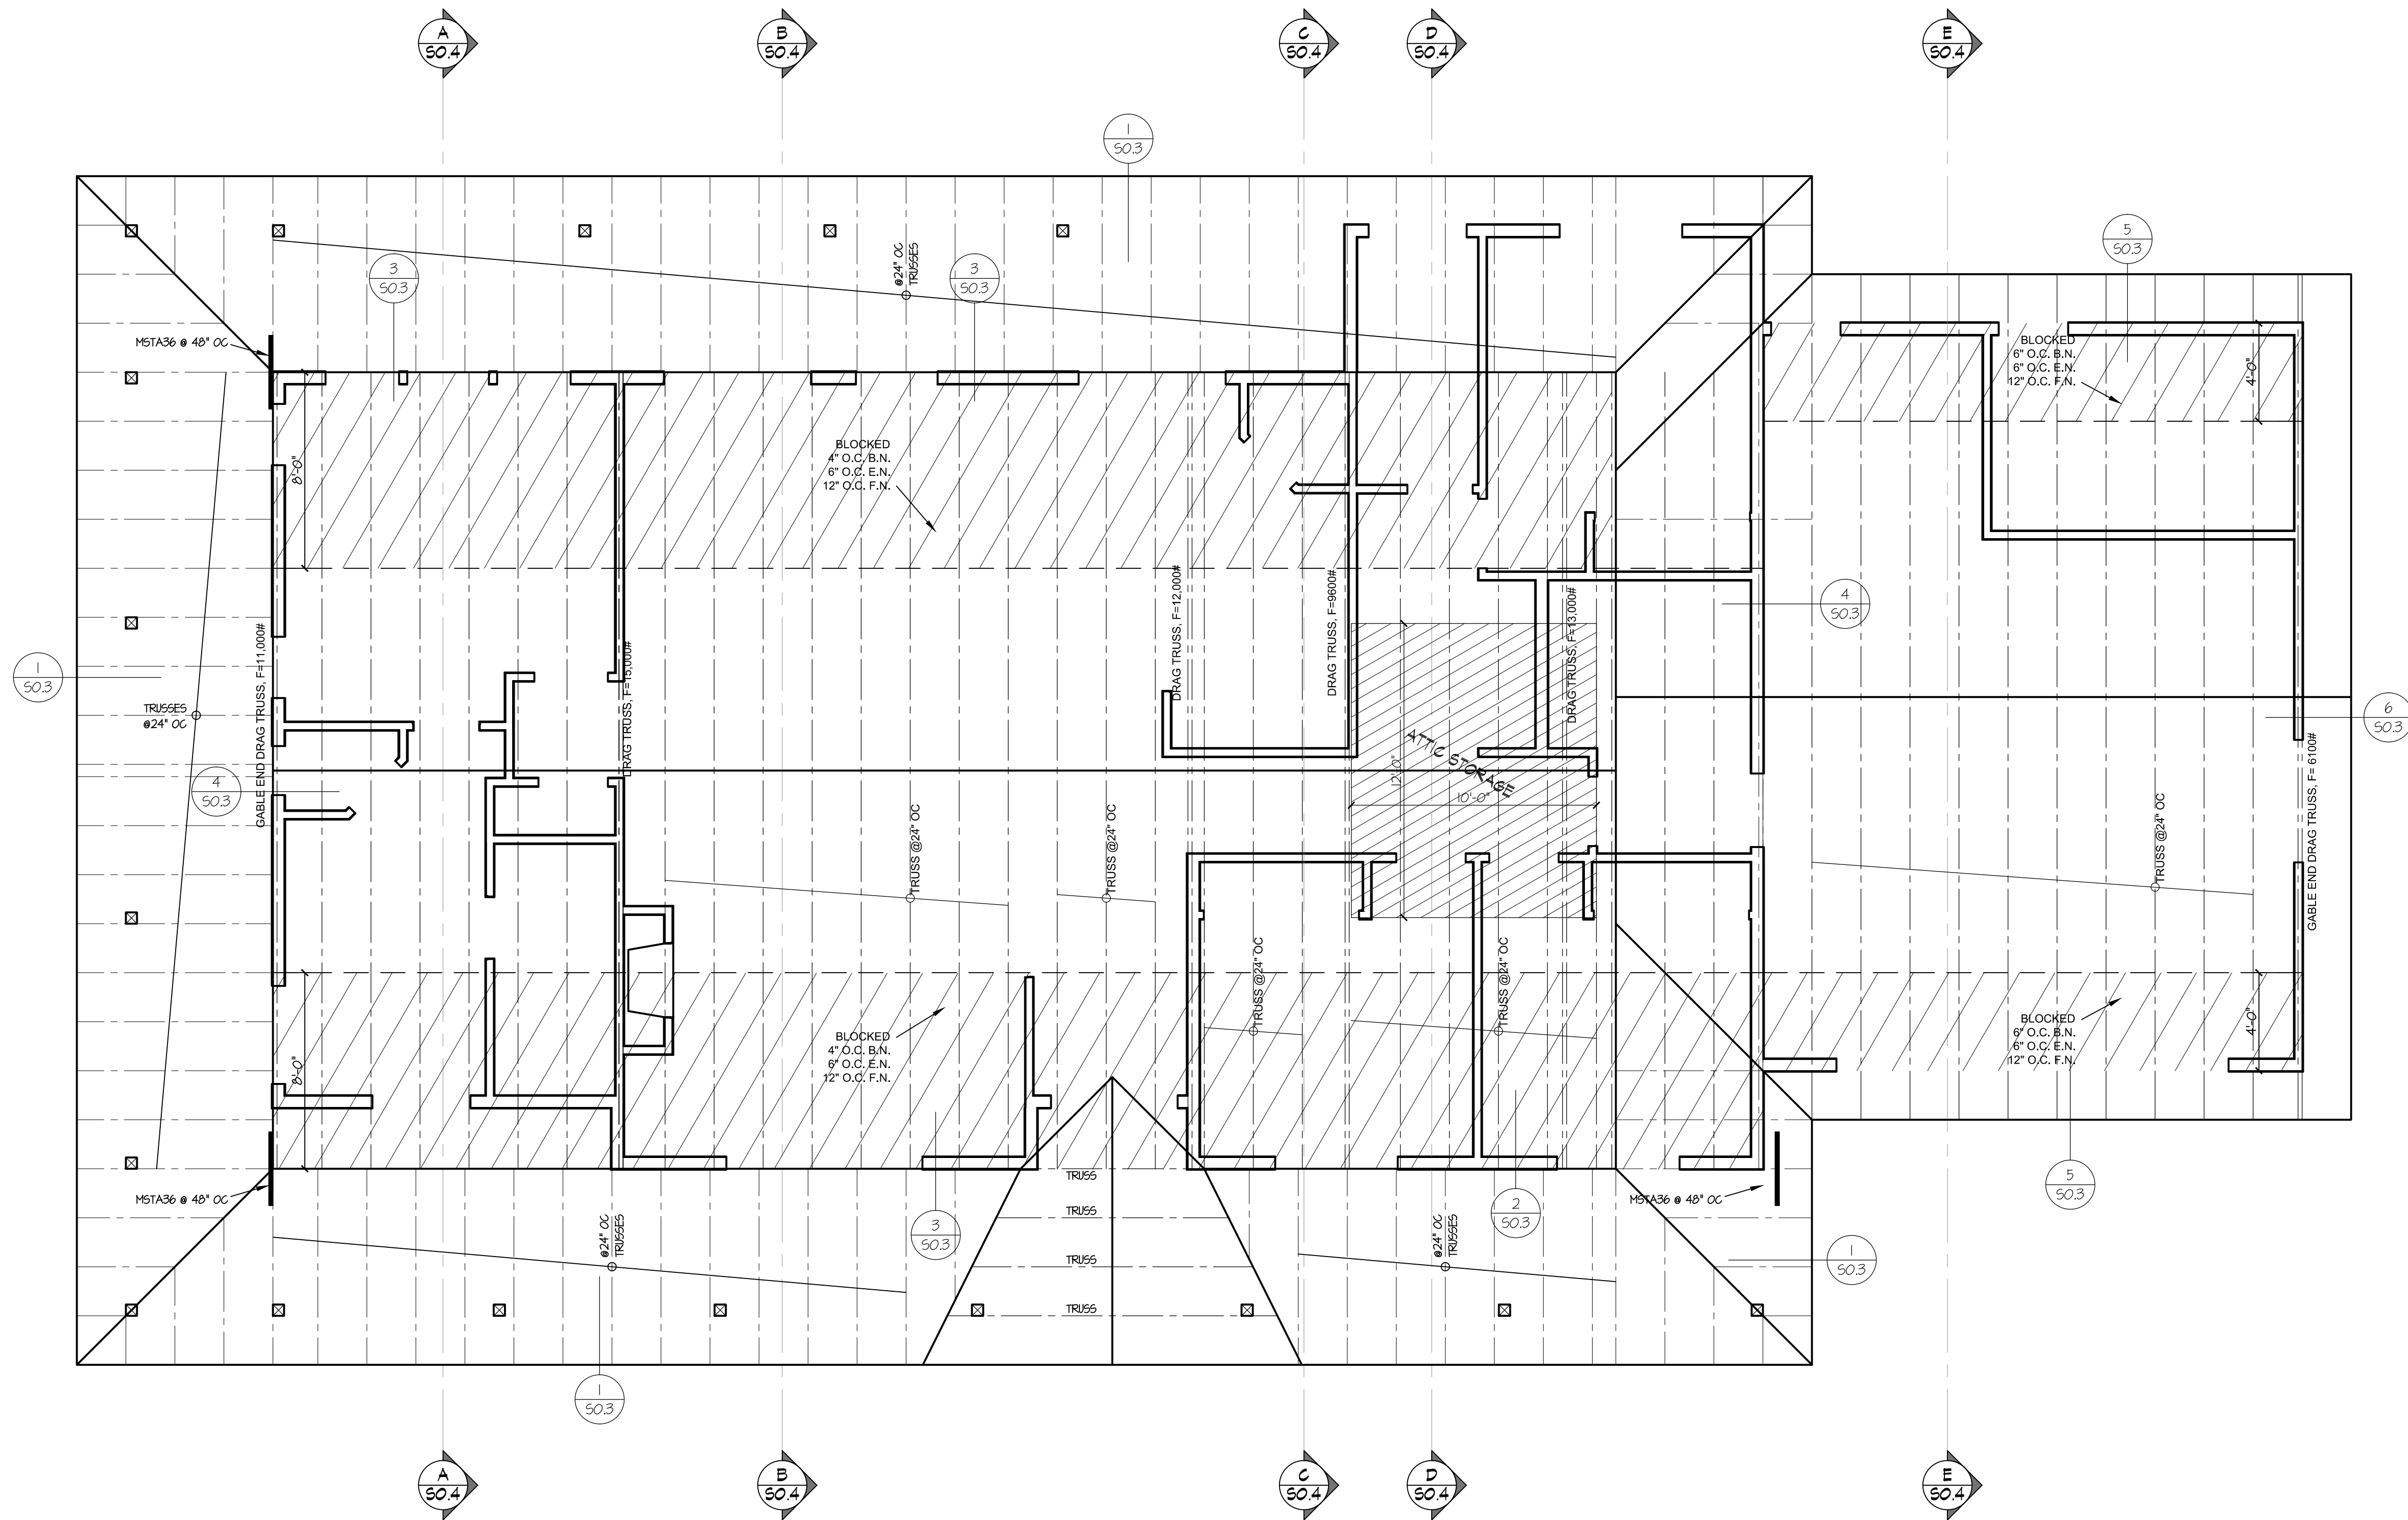 A
S0.4
B
S0.4
C
S0.4
D
S0.4
E
S0.4
1
S0.3
5
S0.3
3
S0.3
@24" OC
TRUSSES
3
S0.3
MSTA36 @ 48" OC
BLOCKED
6" O.C. B.N.
6" O.C. E.N.
12" O.C. F.N.
4'-0"
8'-0"
BLOCKED
4" O.C. B.N.
6" O.C. E.N.
12" O.C. F.N.
4
S0.3
1
S0.3
GABLE END DRAG TRUSS, F=11,000#
DRAG TRUSS, F=15,000#
DRAG TRUSS, F=12,000#
DRAG TRUSS, F=9600#
DRAG TRUSS, F=13,000#
TRUSSES
@24" OC
6
S0.3
4
S0.3
ATTIC STORAGE
12'-0"
10'-0"
GABLE END DRAG TRUSS, F= 6100#
TRUSS @24" OC
TRUSS @24" OC
TRUSS @24" OC
TRUSS @24" OC
TRUSS @24" OC
8'-0"
BLOCKED
4" O.C. B.N.
6" O.C. E.N.
12" O.C. F.N.
BLOCKED
6" O.C. B.N.
6" O.C. E.N.
12" O.C. F.N.
4'-0"
TRUSS
TRUSS
TRUSS
TRUSS
MSTA36 @ 48" OC
@24" OC
TRUSSES
3
S0.3
@24" OC
TRUSSES
2
S0.3
MSTA36 @ 48" OC
5
S0.3
1
S0.3
1
S0.3
A
S0.4
B
S0.4
C
S0.4
D
S0.4
E
S0.4